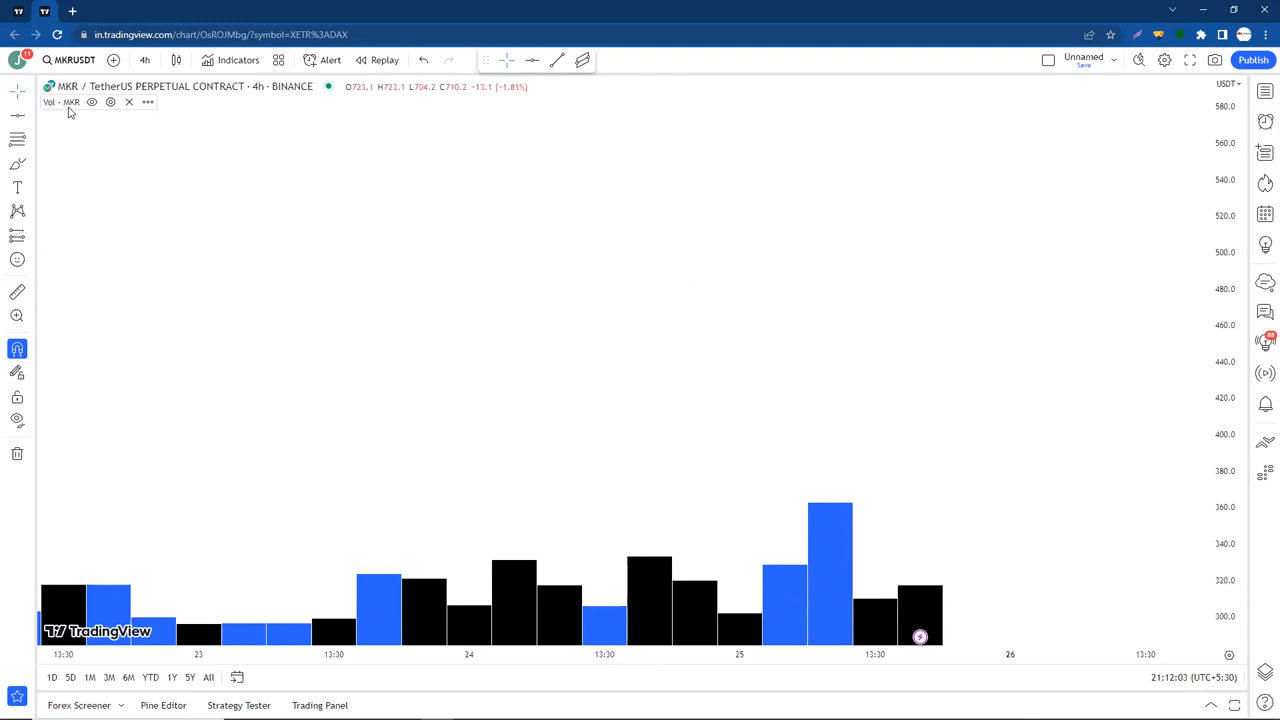 in.tradingview.com/chart/OsROJMbg/?symbol=XETR%3ADAX
J 11 MKRUSDT 4h Indicators Alert Replay Unnamed Save Publish
MKR / TetherUS PERPETUAL CONTRACT · 4h · BINANCE O723.1 H723.1 L704.2 C710.2 −13.1 (−1.81%) USDT
Vol · MKR
580.0
560.0
540.0
520.0
500.0
480.0
460.0
440.0
420.0
400.0
380.0
360.0
340.0
320.0
300.0
88
TradingView
13:30 23 13:30 24 13:30 25 13:30 26 13:30
1D 5D 1M 3M 6M YTD 1Y 5Y All 21:12:03 (UTC+5:30)
Forex Screener Pine Editor Strategy Tester Trading Panel